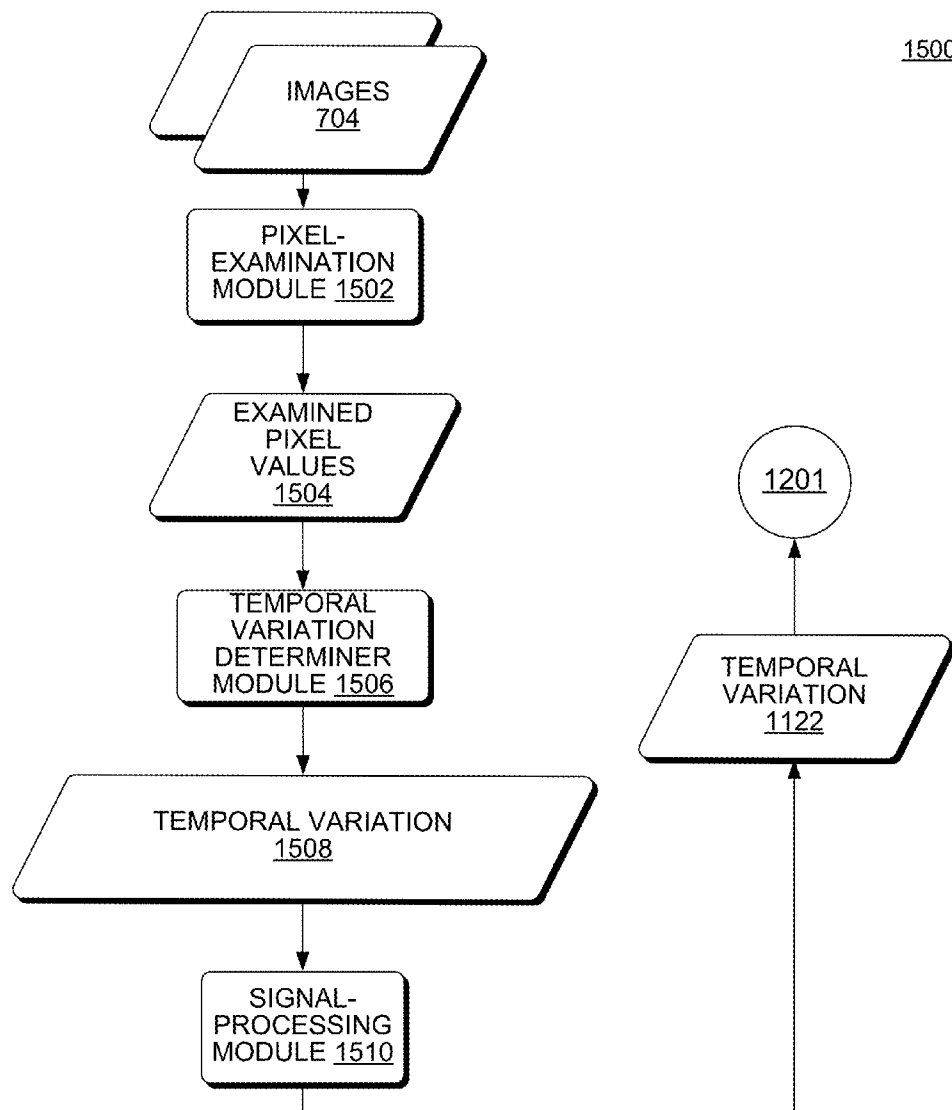 1500
IMAGES
704
PIXEL-
EXAMINATION
MODULE 1502
EXAMINED
PIXEL
VALUES
1504
TEMPORAL
VARIATION
DETERMINER
MODULE 1506
TEMPORAL VARIATION
1508
SIGNAL-
PROCESSING
MODULE 1510
1201
TEMPORAL
VARIATION
1122